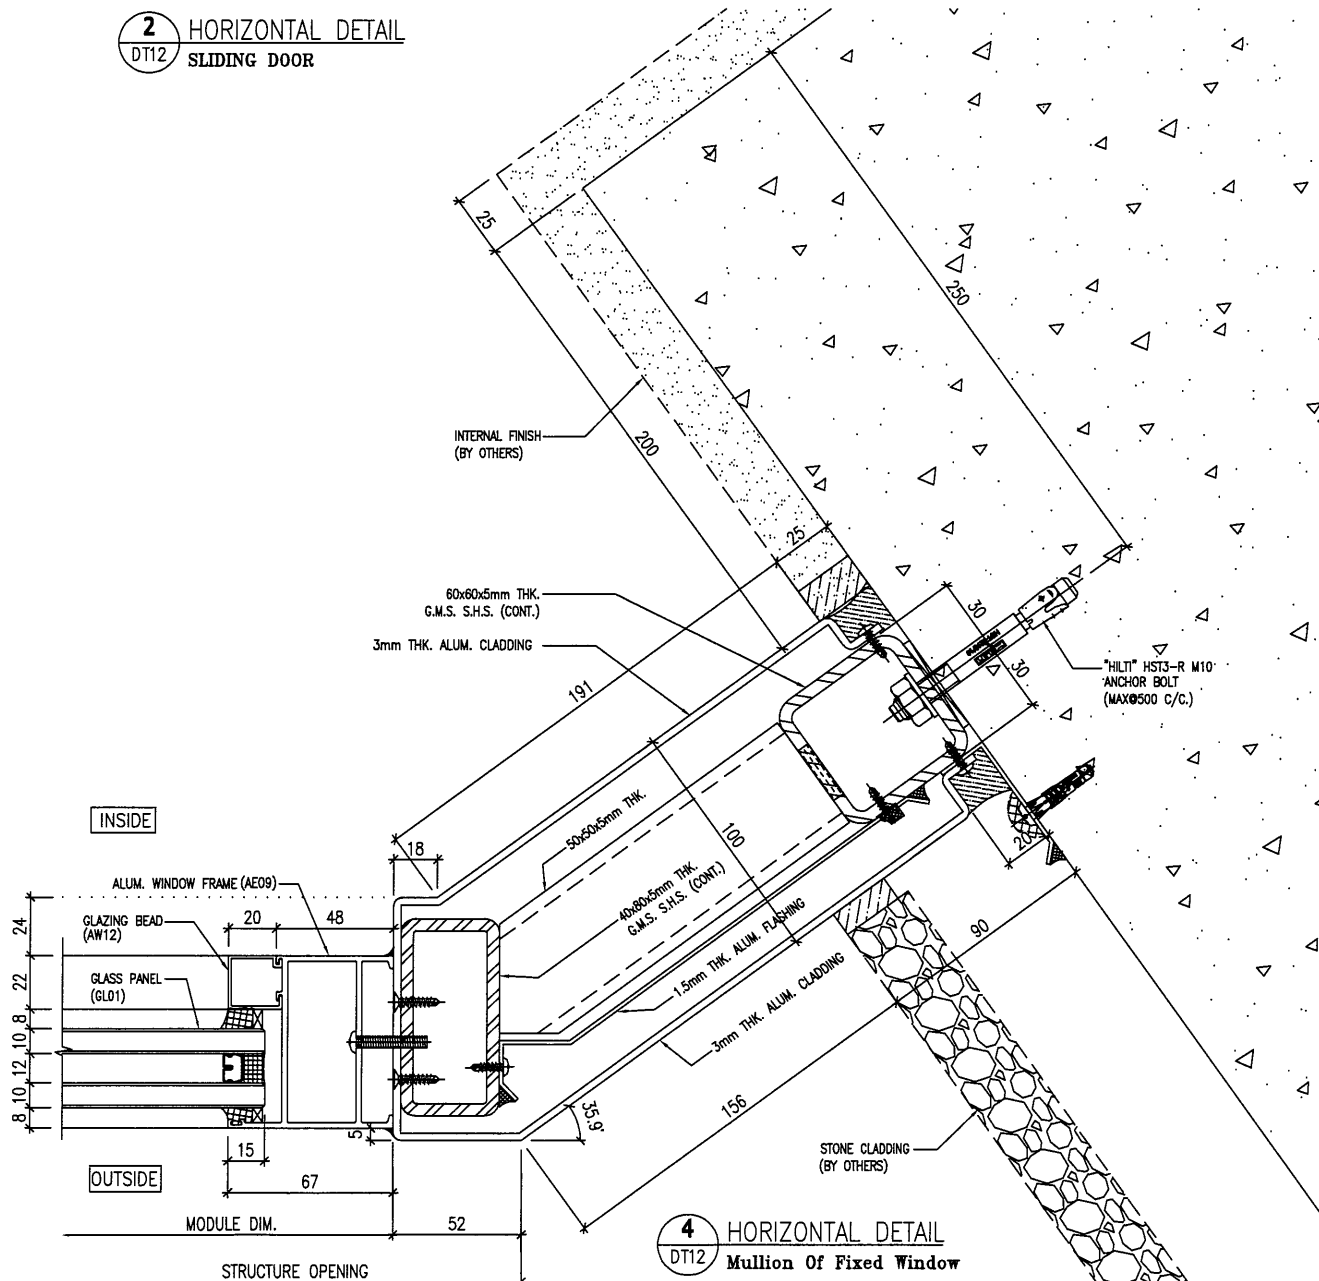 2
DT12
HORIZONTAL DETAIL
SLIDING DOOR
25
250
INTERNAL FINISH
(BY OTHERS)
200
25
60x60x5mm THK.
G.M.S. S.H.S. (CONT.)
3mm THK. ALUM. CLADDING
30
30
"HILTI" HST3-R M10
ANCHOR BOLT
(MAX@500 C/C.)
191
INSIDE
18
50x50x5mm THK.
100
20
ALUM. WINDOW FRAME (AE09)
40x80x5mm THK.
G.M.S. S.H.S. (CONT.)
24
GLAZING BEAD
(AW12)
20
48
1.5mm THK. ALUM. FLASHING
90
22
GLASS PANEL
(GL01)
3mm THK. ALUM. CLADDING
8
10
12
10
8
156
35.9°
5
15
STONE CLADDING
(BY OTHERS)
OUTSIDE
67
MODULE DIM.
52
STRUCTURE OPENING
4
DT12
HORIZONTAL DETAIL
Mullion Of Fixed Window